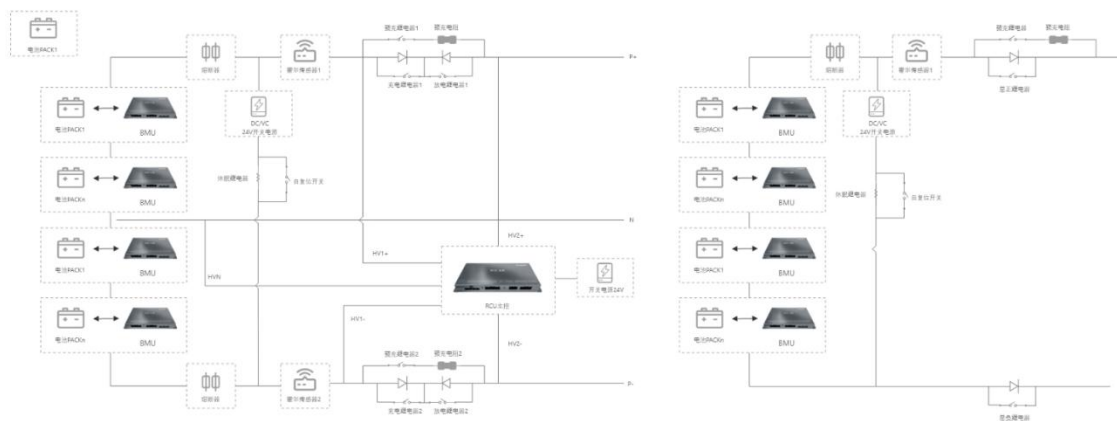 电池PACK1
熔断器
霍尔传感器1
预充继电器1
预充电阻
充电继电器1
放电继电器1
P+
电池PACK1
BMU
DC/VC
24V开关电源
休眠继电器
自复位开关
电池PACKn
BMU
N
HV1+
HV2+
HVN
电池PACK1
BMU
BCU主控
开关电源24V
电池PACKn
BMU
HV1-
HV2-
熔断器
霍尔传感器2
预充继电器2
预充电阻2
充电继电器2
放电继电器2
P-
熔断器
霍尔传感器1
预充继电器
预充电阻
总正继电器
电池PACK1
BMU
DC/VC
24V开关电源
休眠继电器
自复位开关
电池PACKn
BMU
电池PACK1
BMU
电池PACKn
BMU
总负继电器